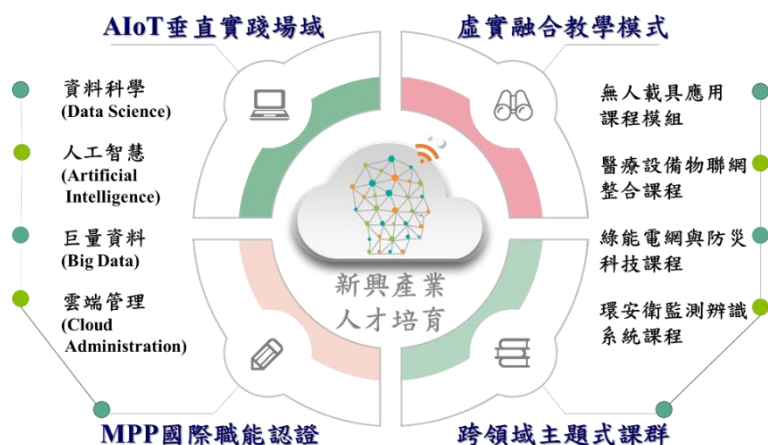 AIoT垂直實踐場域
虛實融合教學模式
資料科學
(Data Science)
人工智慧
(Artificial
Intelligence)
巨量資料
(Big Data)
雲端管理
(Cloud
Administration)
新興產業
人才培育
無人載具應用
課程模組
醫療設備物聯網
整合課程
綠能電網與防災
科技課程
環安衛監測辨識
系統課程
MPP國際職能認證
跨領域主題式課群